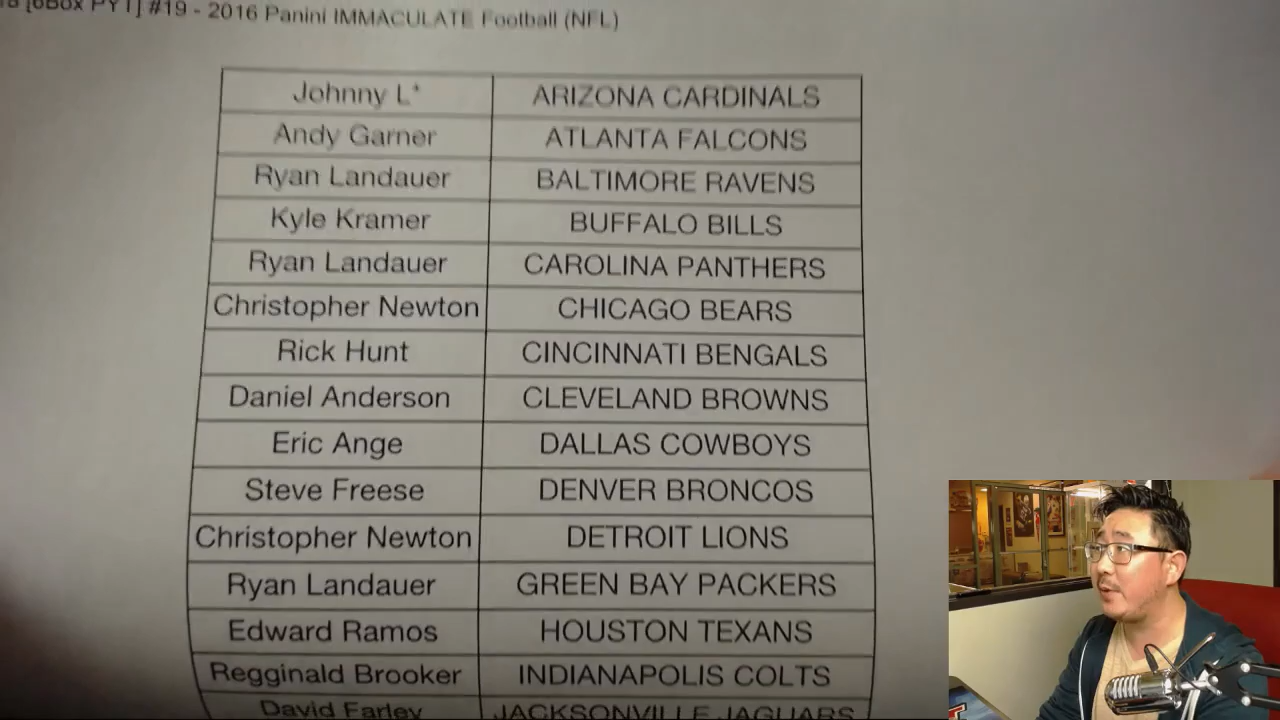 [6Box PYT] #19 - 2016 Panini IMMACULATE Football (NFL)
Johnny L* ARIZONA CARDINALS
Andy Garner ATLANTA FALCONS
Ryan Landauer BALTIMORE RAVENS
Kyle Kramer BUFFALO BILLS
Ryan Landauer CAROLINA PANTHERS
Christopher Newton CHICAGO BEARS
Rick Hunt CINCINNATI BENGALS
Daniel Anderson CLEVELAND BROWNS
Eric Ange DALLAS COWBOYS
Steve Freese DENVER BRONCOS
Christopher Newton DETROIT LIONS
Ryan Landauer GREEN BAY PACKERS
Edward Ramos HOUSTON TEXANS
Regginald Brooker INDIANAPOLIS COLTS
David Farley JACKSONVILLE JAGUARS